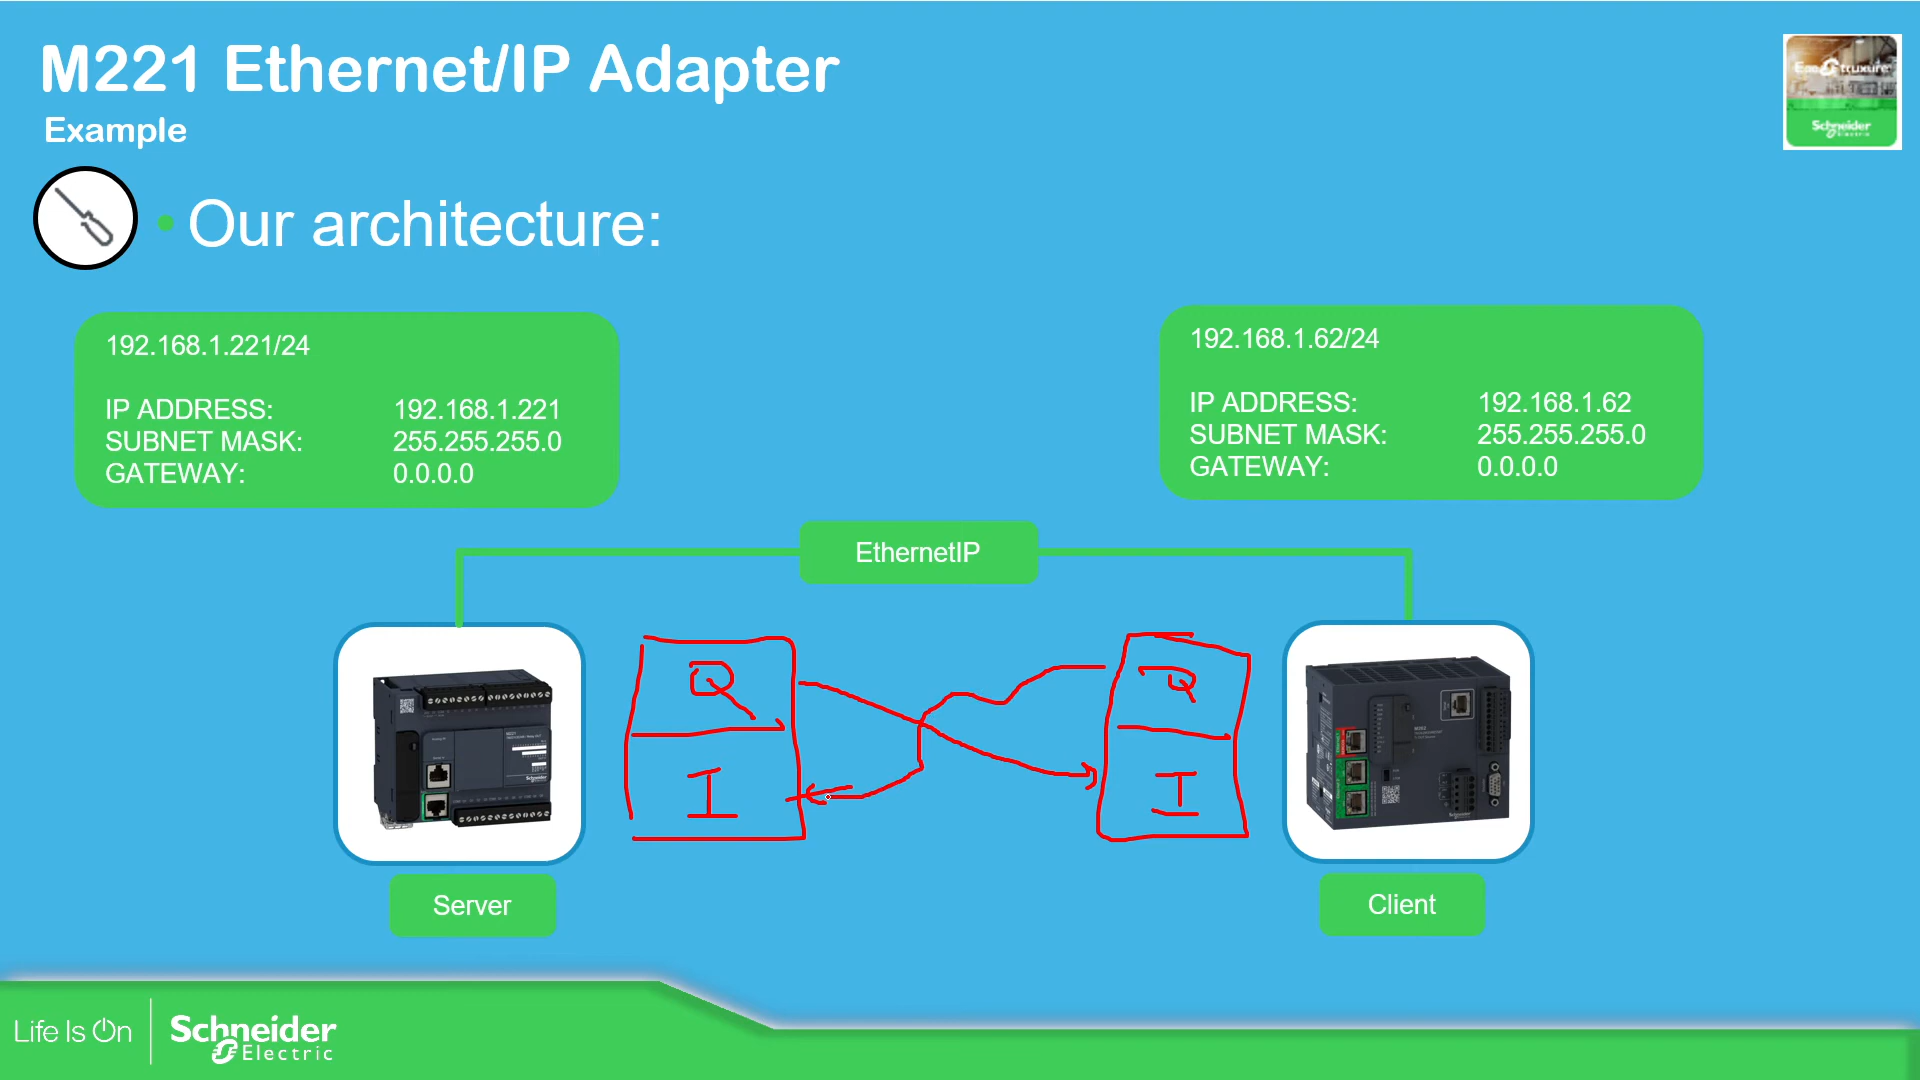 M221 Ethernet/IP Adapter
Example
Schneider
Electric
• Our architecture:
192.168.1.221/24
IP ADDRESS: 192.168.1.221
SUBNET MASK: 255.255.255.0
GATEWAY: 0.0.0.0
192.168.1.62/24
IP ADDRESS: 192.168.1.62
SUBNET MASK: 255.255.255.0
GATEWAY: 0.0.0.0
EthernetIP
Q
I
Q
I
Server
Client
Life Is On
Schneider
Electric